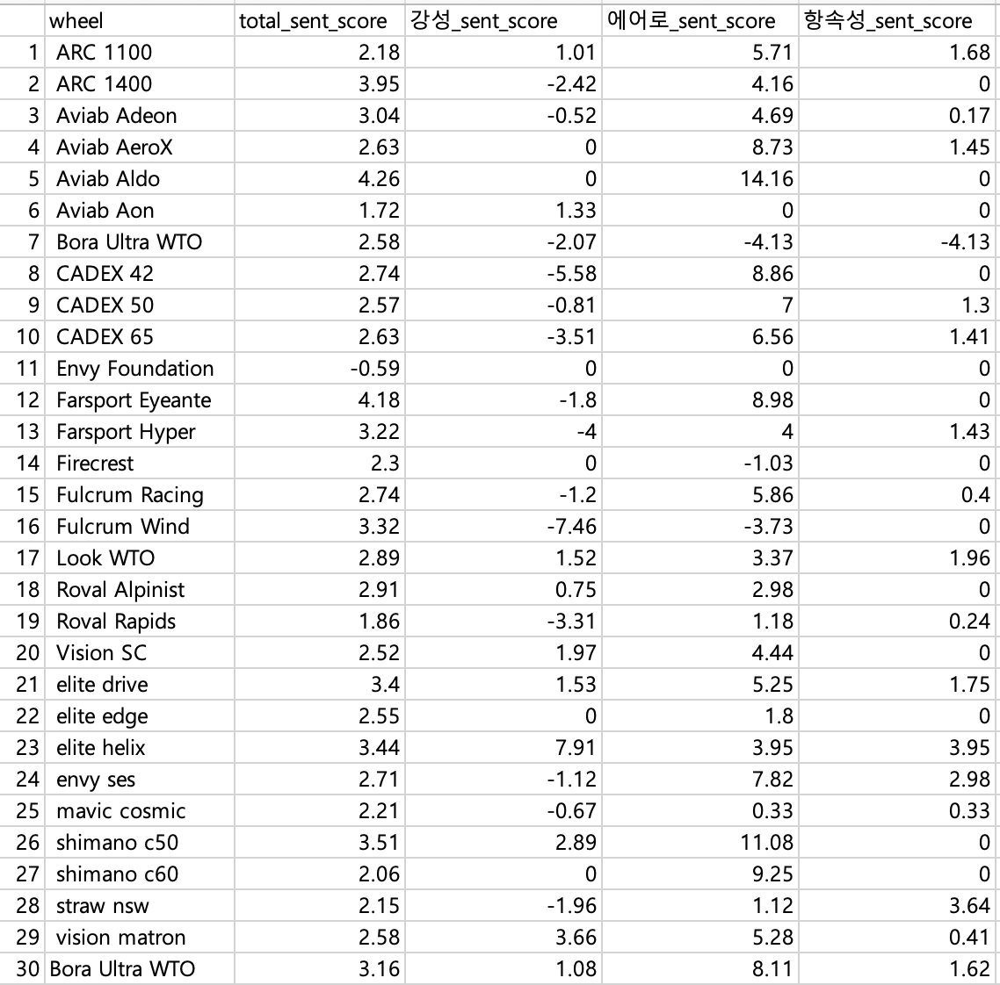 wheel total_sent_score 강성_sent_score 에어로_sent_score 항속성_sent_score
1 ARC 1100 2.18 1.01 5.71 1.68
2 ARC 1400 3.95 -2.42 4.16 0
3 Aviab Adeon 3.04 -0.52 4.69 0.17
4 Aviab AeroX 2.63 0 8.73 1.45
5 Aviab Aldo 4.26 0 14.16 0
6 Aviab Aon 1.72 1.33 0 0
7 Bora Ultra WTO 2.58 -2.07 -4.13 -4.13
8 CADEX 42 2.74 -5.58 8.86 0
9 CADEX 50 2.57 -0.81 7 1.3
10 CADEX 65 2.63 -3.51 6.56 1.41
11 Envy Foundation -0.59 0 0 0
12 Farsport Eyeante 4.18 -1.8 8.98 0
13 Farsport Hyper 3.22 -4 4 1.43
14 Firecrest 2.3 0 -1.03 0
15 Fulcrum Racing 2.74 -1.2 5.86 0.4
16 Fulcrum Wind 3.32 -7.46 -3.73 0
17 Look WTO 2.89 1.52 3.37 1.96
18 Roval Alpinist 2.91 0.75 2.98 0
19 Roval Rapids 1.86 -3.31 1.18 0.24
20 Vision SC 2.52 1.97 4.44 0
21 elite drive 3.4 1.53 5.25 1.75
22 elite edge 2.55 0 1.8 0
23 elite helix 3.44 7.91 3.95 3.95
24 envy ses 2.71 -1.12 7.82 2.98
25 mavic cosmic 2.21 -0.67 0.33 0.33
26 shimano c50 3.51 2.89 11.08 0
27 shimano c60 2.06 0 9.25 0
28 straw nsw 2.15 -1.96 1.12 3.64
29 vision matron 2.58 3.66 5.28 0.41
30 Bora Ultra WTO 3.16 1.08 8.11 1.62